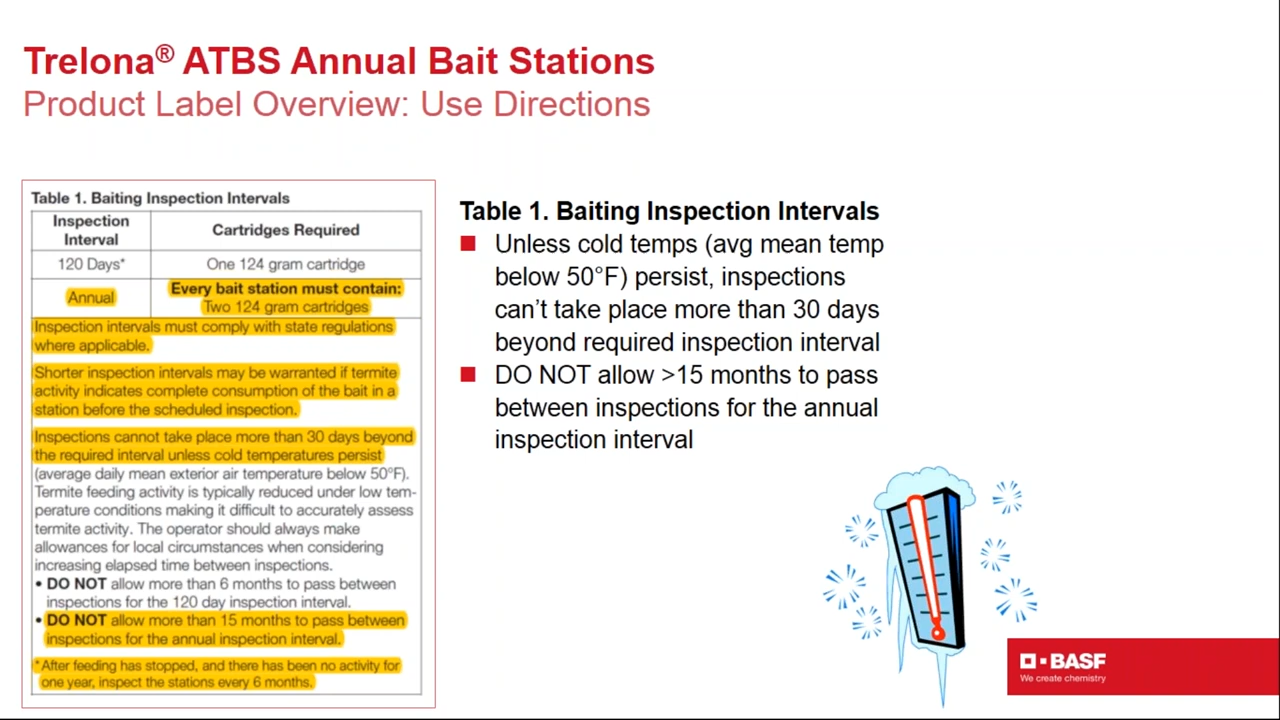 Trelona® ATBS Annual Bait Stations
Product Label Overview: Use Directions
Table 1. Baiting Inspection Intervals
Inspection
Interval
Cartridges Required
120 Days*
One 124 gram cartridge
Annual
Every bait station must contain:
Two 124 gram cartridges
Inspection intervals must comply with state regulations
where applicable.
Shorter inspection intervals may be warranted if termite
activity indicates complete consumption of the bait in a
station before the scheduled inspection.
Inspections cannot take place more than 30 days beyond
the required interval unless cold temperatures persist
(average daily mean exterior air temperature below 50°F).
Termite feeding activity is typically reduced under low tem-
perature conditions making it difficult to accurately assess
termite activity. The operator should always make
allowances for local circumstances when considering
increasing elapsed time between inspections.
• DO NOT allow more than 6 months to pass between
inspections for the 120 day inspection interval.
• DO NOT allow more than 15 months to pass between
inspections for the annual inspection interval.
*After feeding has stopped, and there has been no activity for
one year, inspect the stations every 6 months.
Table 1. Baiting Inspection Intervals
■ Unless cold temps (avg mean temp
below 50°F) persist, inspections
can't take place more than 30 days
beyond required inspection interval
■ DO NOT allow >15 months to pass
between inspections for the annual
inspection interval
BASF
We create chemistry